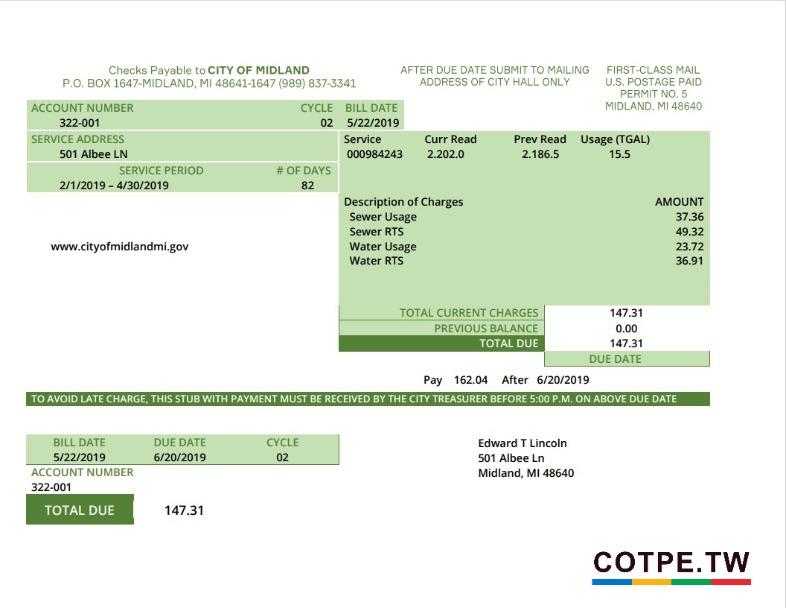 Checks Payable to CITY OF MIDLAND
P.O. BOX 1647-MIDLAND, MI 48641-1647 (989) 837-3341
AFTER DUE DATE SUBMIT TO MAILING
ADDRESS OF CITY HALL ONLY
FIRST-CLASS MAIL
U.S. POSTAGE PAID
PERMIT NO. 5
MIDLAND, MI 48640
ACCOUNT NUMBER CYCLE BILL DATE
322-001 02 5/22/2019
SERVICE ADDRESS
501 Albee LN
SERVICE PERIOD # OF DAYS
2/1/2019 – 4/30/2019 82
Service Curr Read Prev Read Usage (TGAL)
000984243 2.202.0 2.186.5 15.5
Description of Charges AMOUNT
Sewer Usage 37.36
Sewer RTS 49.32
Water Usage 23.72
Water RTS 36.91
www.cityofmidlandmi.gov
TOTAL CURRENT CHARGES 147.31
PREVIOUS BALANCE 0.00
TOTAL DUE 147.31
DUE DATE
Pay 162.04 After 6/20/2019
TO AVOID LATE CHARGE, THIS STUB WITH PAYMENT MUST BE RECEIVED BY THE CITY TREASURER BEFORE 5:00 P.M. ON ABOVE DUE DATE
BILL DATE DUE DATE CYCLE
5/22/2019 6/20/2019 02
ACCOUNT NUMBER
322-001
TOTAL DUE 147.31
Edward T Lincoln
501 Albee Ln
Midland, MI 48640
COTPE.TW